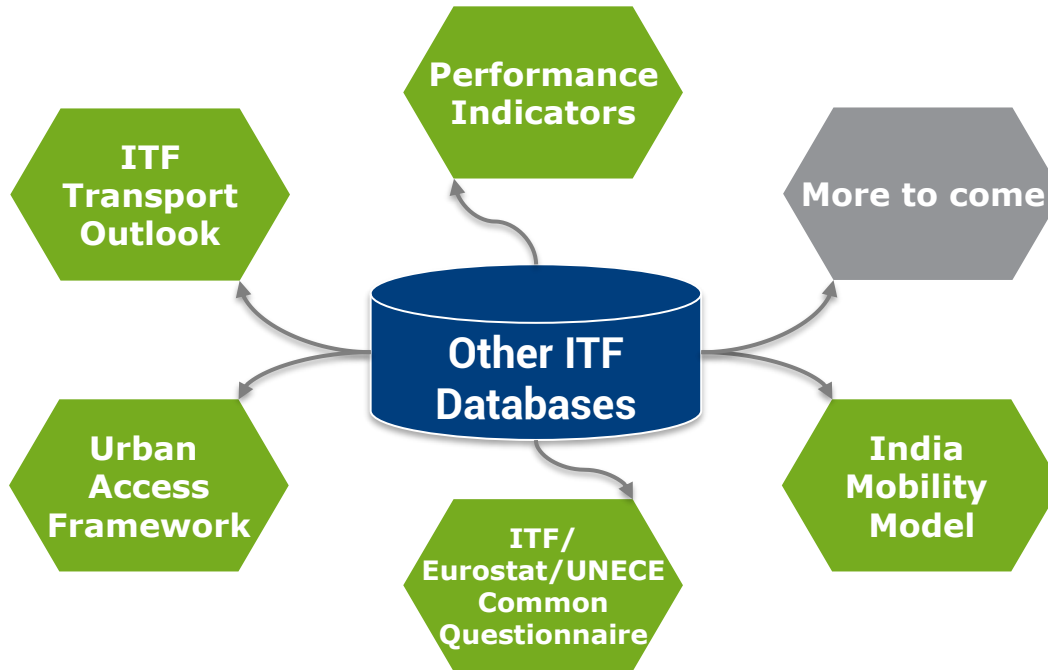 Performance
Indicators
ITF
Transport
Outlook
More to come
Other ITF
Databases
Urban
Access
Framework
India
Mobility
Model
ITF/
Eurostat/UNECE
Common
Questionnaire